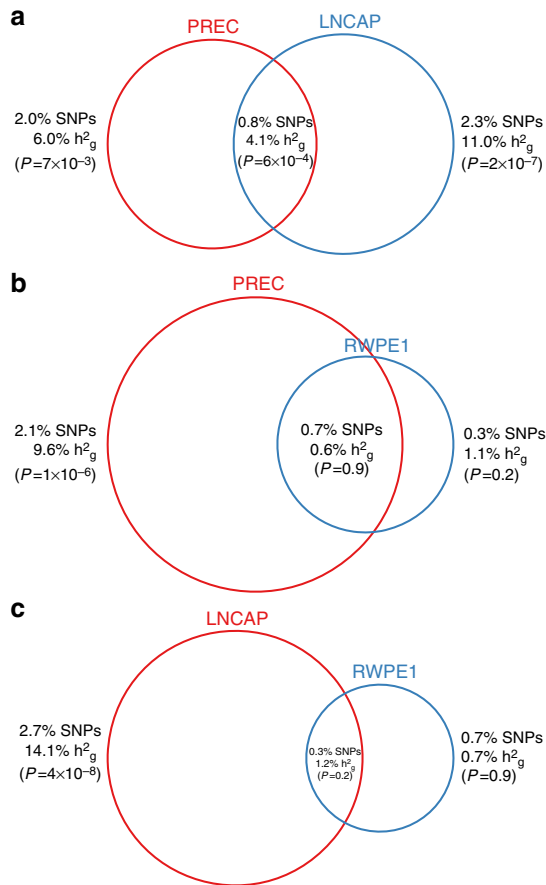 a
PREC
LNCAP
2.0% SNPs
6.0% h²g
(P=7×10⁻³)
0.8% SNPs
4.1% h²g
(P=6×10⁻⁴)
2.3% SNPs
11.0% h²g
(P=2×10⁻⁷)
b
PREC
RWPE1
2.1% SNPs
9.6% h²g
(P=1×10⁻⁶)
0.7% SNPs
0.6% h²g
(P=0.9)
0.3% SNPs
1.1% h²g
(P=0.2)
c
LNCAP
RWPE1
2.7% SNPs
14.1% h²g
(P=4×10⁻⁸)
0.3% SNPs
1.2% h²g
(P=0.2)
0.7% SNPs
0.7% h²g
(P=0.9)